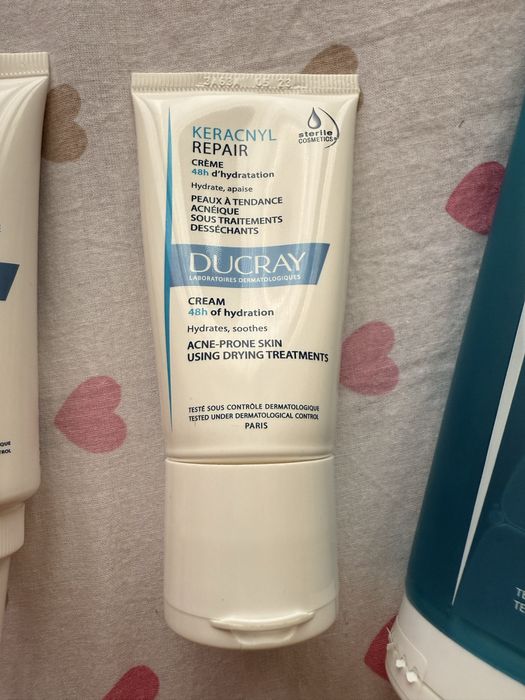 KERACNYL
REPAIR
CRÈME
48h d'hydratation
Hydrate, apaise
PEAUX À TENDANCE
ACNÉIQUE
SOUS TRAITEMENTS
DESSÉCHANTS
sterile
COSMETICS
DUCRAY
LABORATOIRES DERMATOLOGIQUES
CREAM
48h of hydration
Hydrates, soothes
ACNE-PRONE SKIN
USING DRYING TREATMENTS
TESTÉ SOUS CONTRÔLE DERMATOLOGIQUE
TESTED UNDER DERMATOLOGICAL CONTROL
PARIS